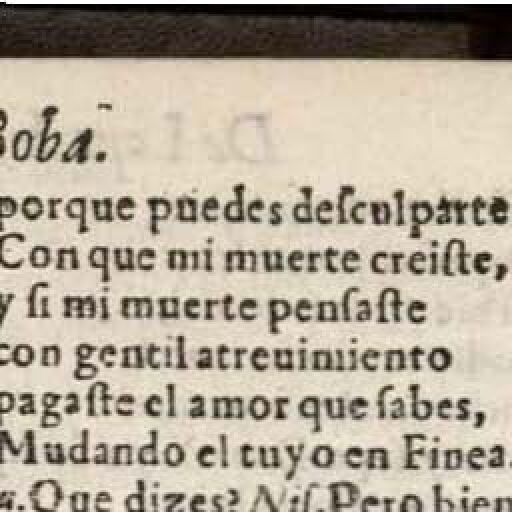 Boba.
porque puedes desculparte
Con que mi muerte creiſte,
y ſi mi muerte penſaſte
con gentil atreuimiento
pagaſte el amor que ſabes,
Mudando el tuyo en Finea.
Que dizes? Niſ. Pero bien